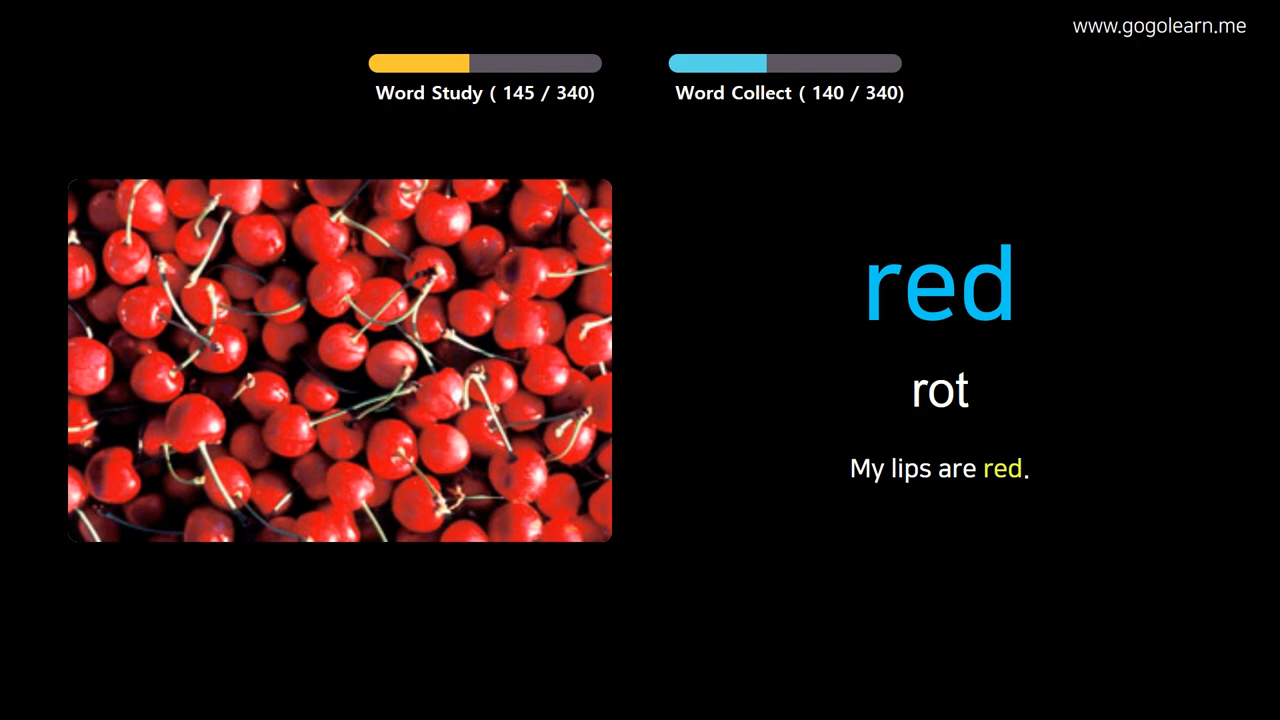 www.gogolearn.me
Word Study ( 145 / 340)
Word Collect ( 140 / 340)
red
rot
My lips are red.